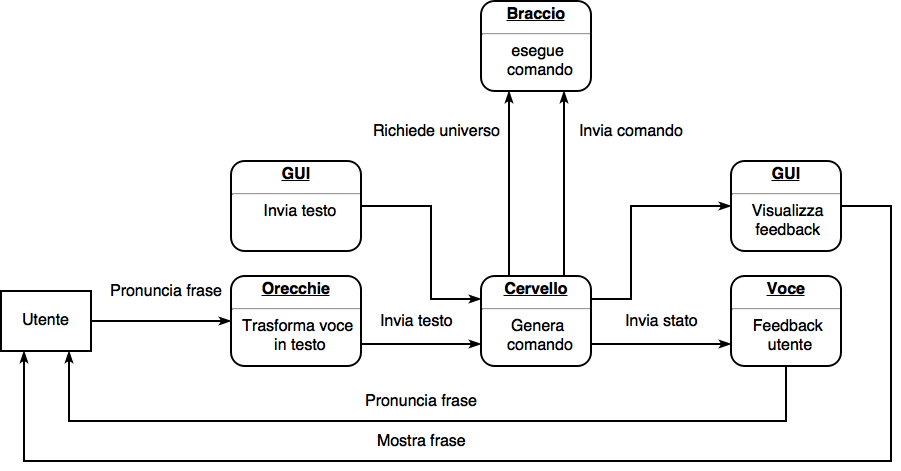 Braccio
esegue
comando
Richiede universo
Invia comando
GUI
Invia testo
GUI
Visualizza
feedback
Utente
Pronuncia frase
Orecchie
Trasforma voce
in testo
Invia testo
Cervello
Genera
comando
Invia stato
Voce
Feedback
utente
Pronuncia frase
Mostra frase